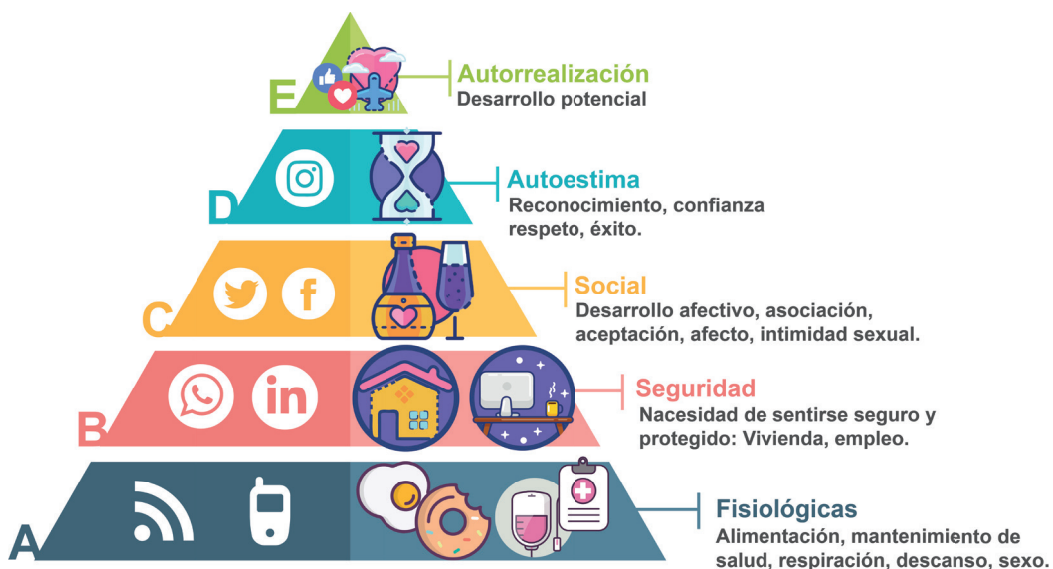 E
Autorrealización
Desarrollo potencial
D
Autoestima
Reconocimiento, confianza
respeto, éxito.
C
f
Social
Desarrollo afectivo, asociación,
aceptación, afecto, intimidad sexual.
B
in
Seguridad
Nacesidad de sentirse seguro y
protegido: Vivienda, empleo.
A
Fisiológicas
Alimentación, mantenimiento de
salud, respiración, descanso, sexo.